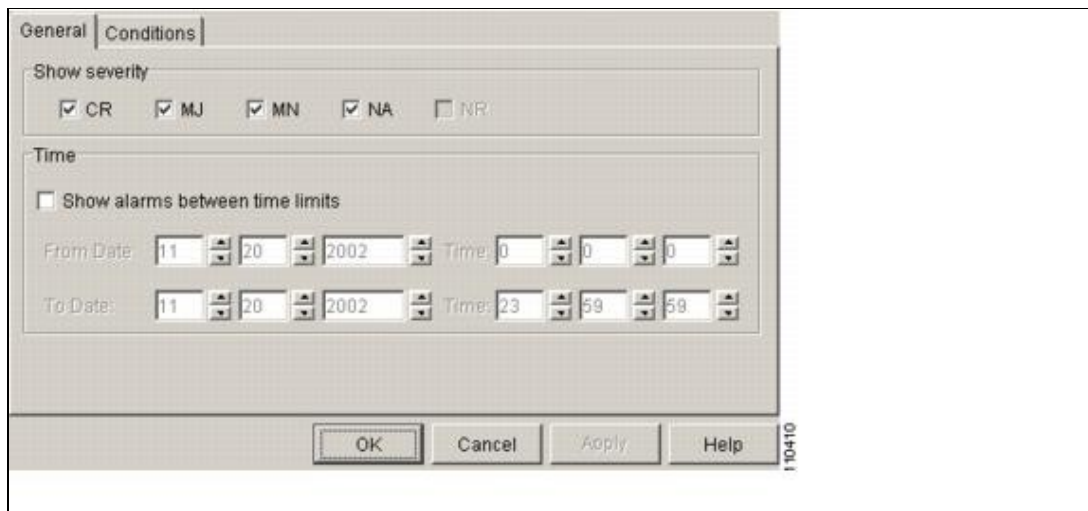 General Conditions
Show severity
CR MJ MN NA NR
Time
Show alarms between time limits
From Date 11 20 2002 Time: 0 0 0
To Date: 11 20 2002 Time: 23 59 59
OK Cancel Apply Help
110410